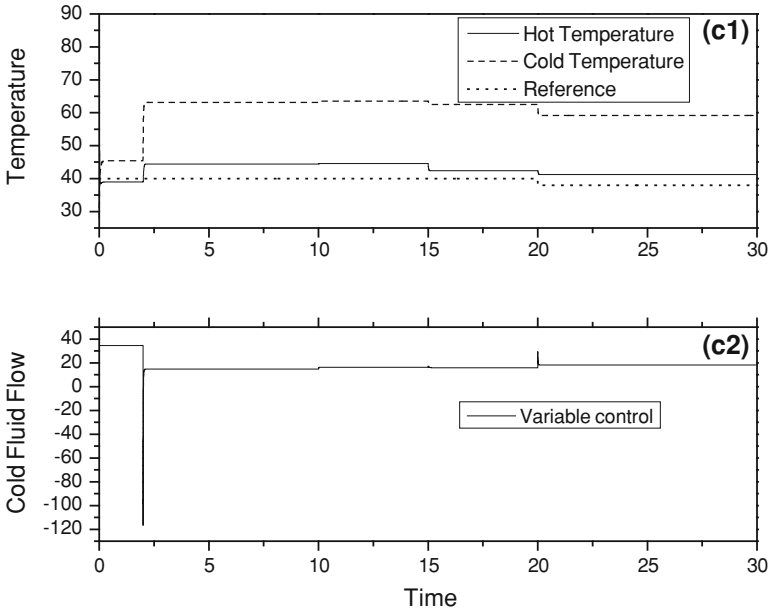 (c1)
Hot Temperature
Cold Temperature
Reference
Temperature
90
80
70
60
50
40
30
0 5 10 15 20 25 30
(c2)
Variable control
Cold Fluid Flow
40
20
0
-20
-40
-60
-80
-100
-120
0 5 10 15 20 25 30
Time